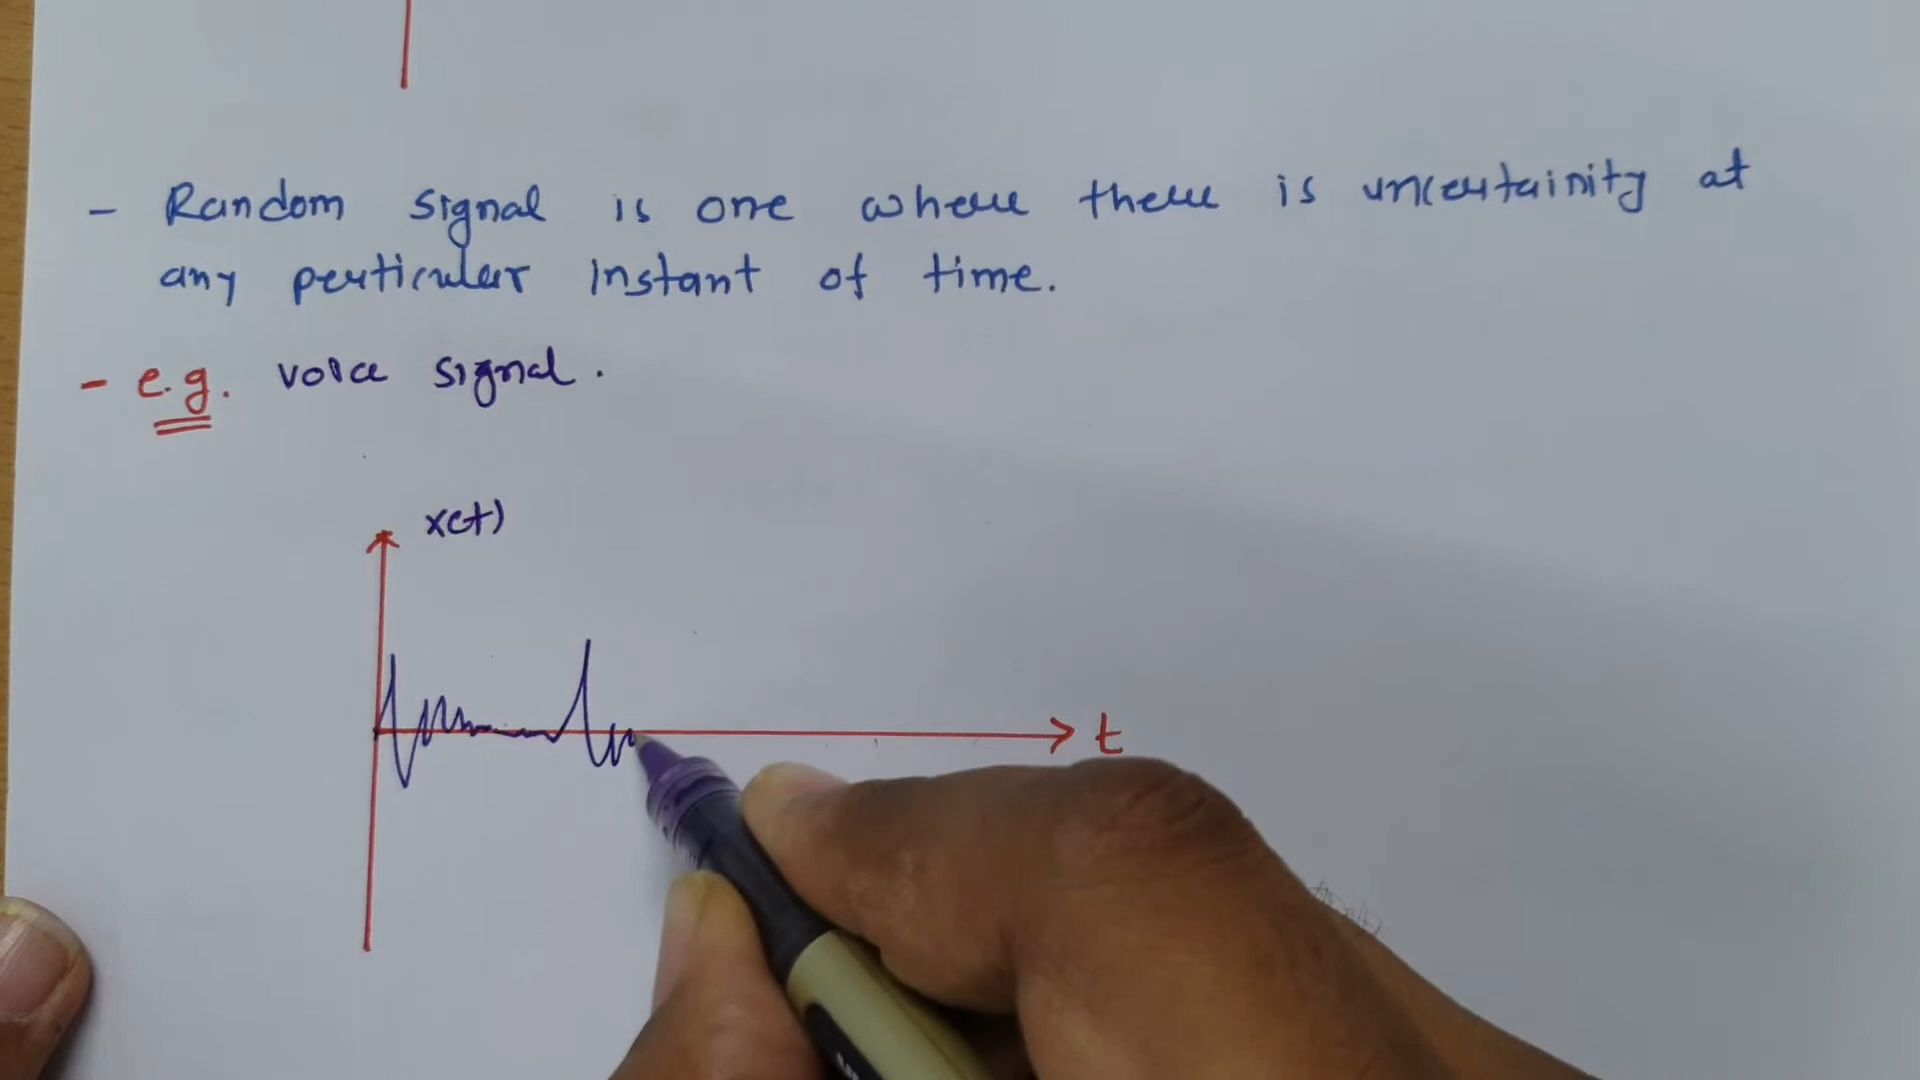 - Random signal is one where there is uncertainity at
any perticular instant of time.
- e.g. voice signal.
x(t)
t